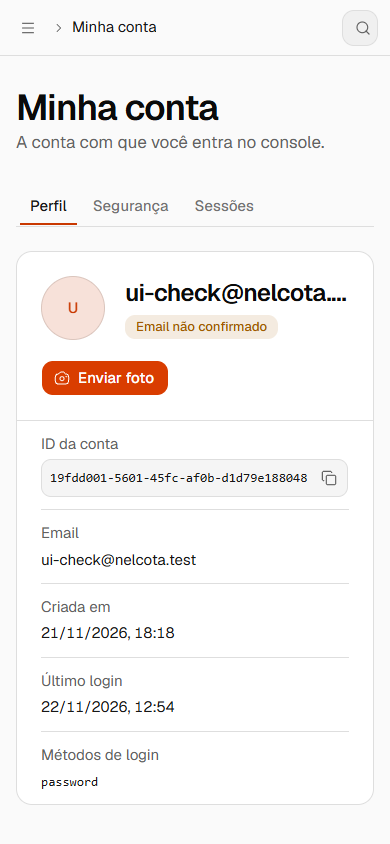 Minha conta
Minha conta
A conta com que você entra no console.
Perfil Segurança Sessões
U
ui-check@nelcota....
Email não confirmado
Enviar foto
ID da conta
19fdd001-5601-45fc-af0b-d1d79e188048
Email
ui-check@nelcota.test
Criada em
21/11/2026, 18:18
Último login
22/11/2026, 12:54
Métodos de login
password